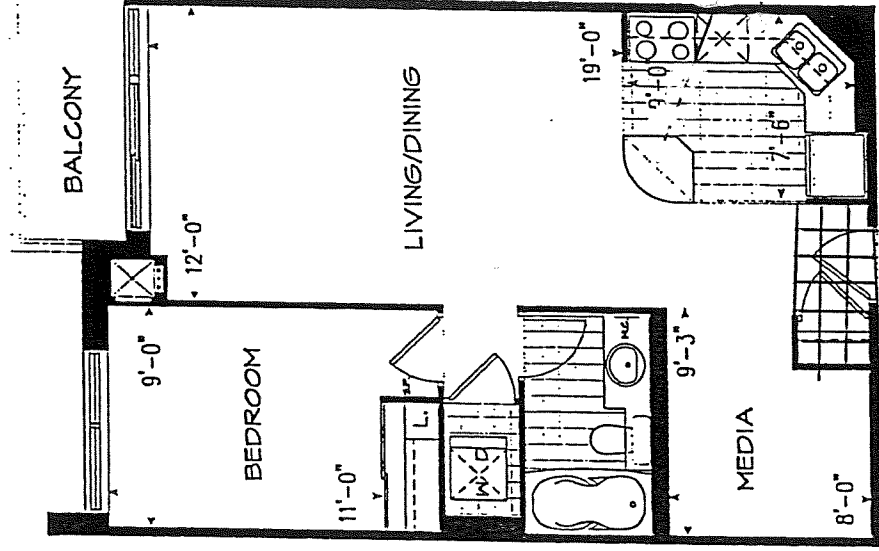 BALCONY
12'-0"
LIVING/DINING
19'-0"
9'-0
7'-6"
9'-0"
BEDROOM
11'-0"
L.
W D
M.C.
9'-3"
MEDIA
8'-0"